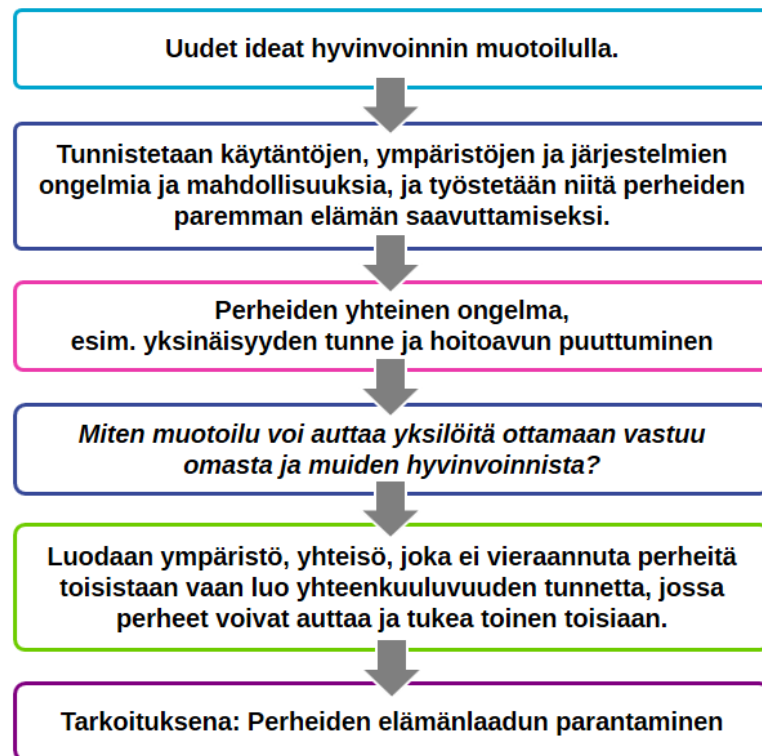 Uudet ideat hyvinvoinnin muotoilulla.
Tunnistetaan käytäntöjen, ympäristöjen ja järjestelmien
ongelmia ja mahdollisuuksia, ja työstetään niitä perheiden
paremman elämän saavuttamiseksi.
Perheiden yhteinen ongelma,
esim. yksinäisyyden tunne ja hoitoavun puuttuminen
Miten muotoilu voi auttaa yksilöitä ottamaan vastuu
omasta ja muiden hyvinvoinnista?
Luodaan ympäristö, yhteisö, joka ei vieraannuta perheitä
toisistaan vaan luo yhteenkuuluvuuden tunnetta, jossa
perheet voivat auttaa ja tukea toinen toisiaan.
Tarkoituksena: Perheiden elämänlaadun parantaminen